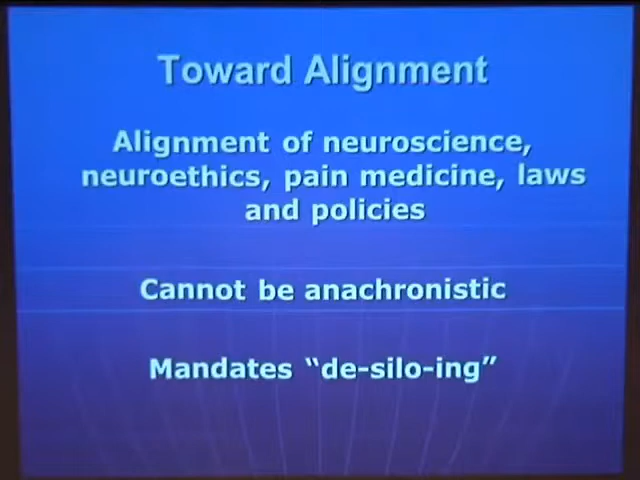 Toward Alignment
Alignment of neuroscience,
neuroethics, pain medicine, laws
and policies
Cannot be anachronistic
Mandates “de-silo-ing”